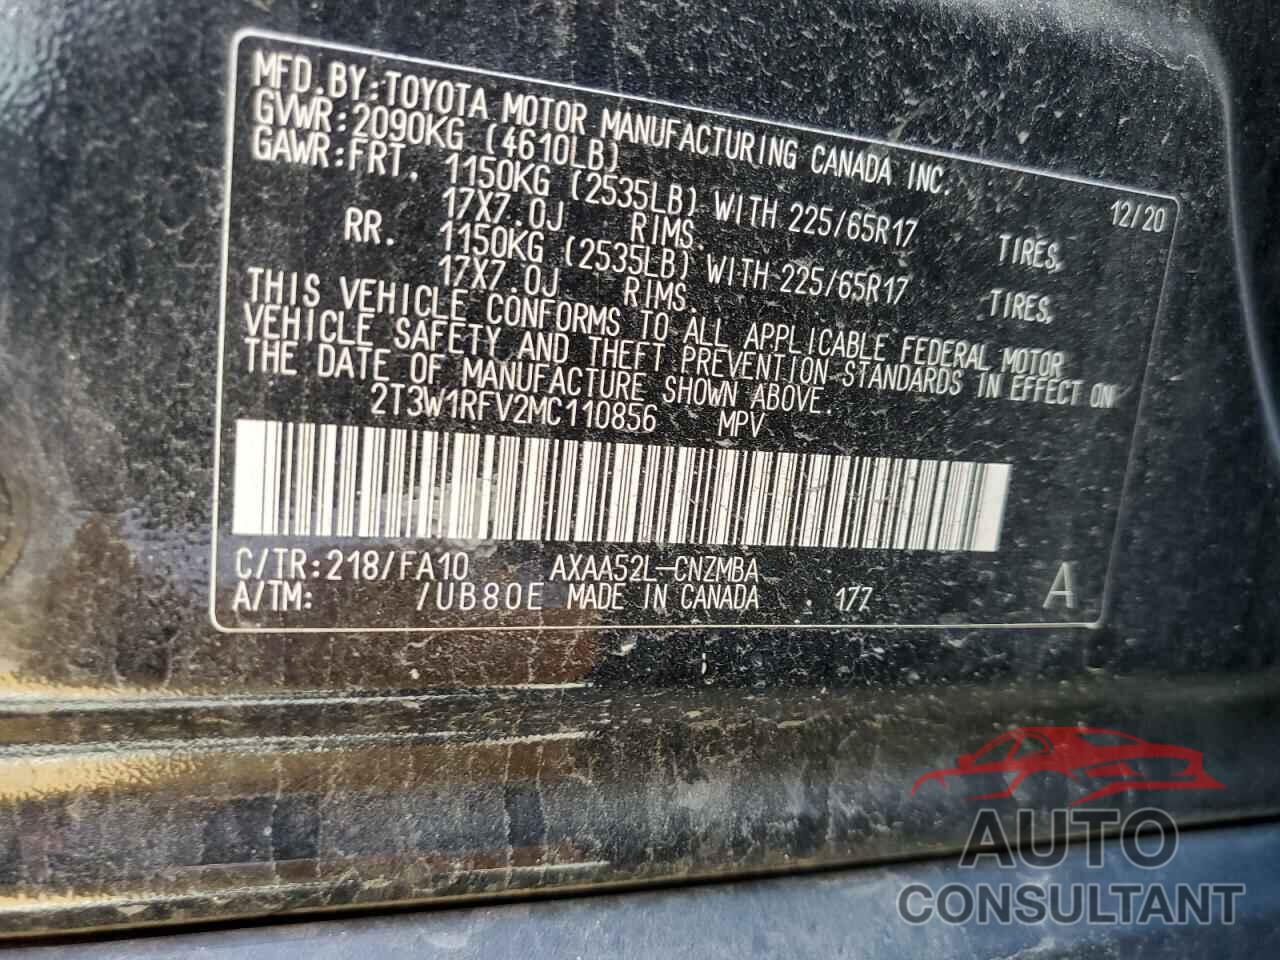 MFD.BY:TOYOTA MOTOR MANUFACTURING CANADA INC.
GVWR:2090KG (4610LB) 12/20
GAWR:FRT. 1150KG (2535LB) WITH 225/65R17 TIRES,
17X7.0J RIMS.
RR. 1150KG (2535LB) WITH 225/65R17 TIRES,
17X7.0J RIMS.
THIS VEHICLE CONFORMS TO ALL APPLICABLE FEDERAL MOTOR
VEHICLE SAFETY AND THEFT PREVENTION STANDARDS IN EFFECT ON
THE DATE OF MANUFACTURE SHOWN ABOVE.
2T3W1RFV2MC110856 MPV
C/TR:218/FA10 AXAA52L-CNZMBA
A/TM: /UB80E MADE IN CANADA 177 A
AUTO
CONSULTANT